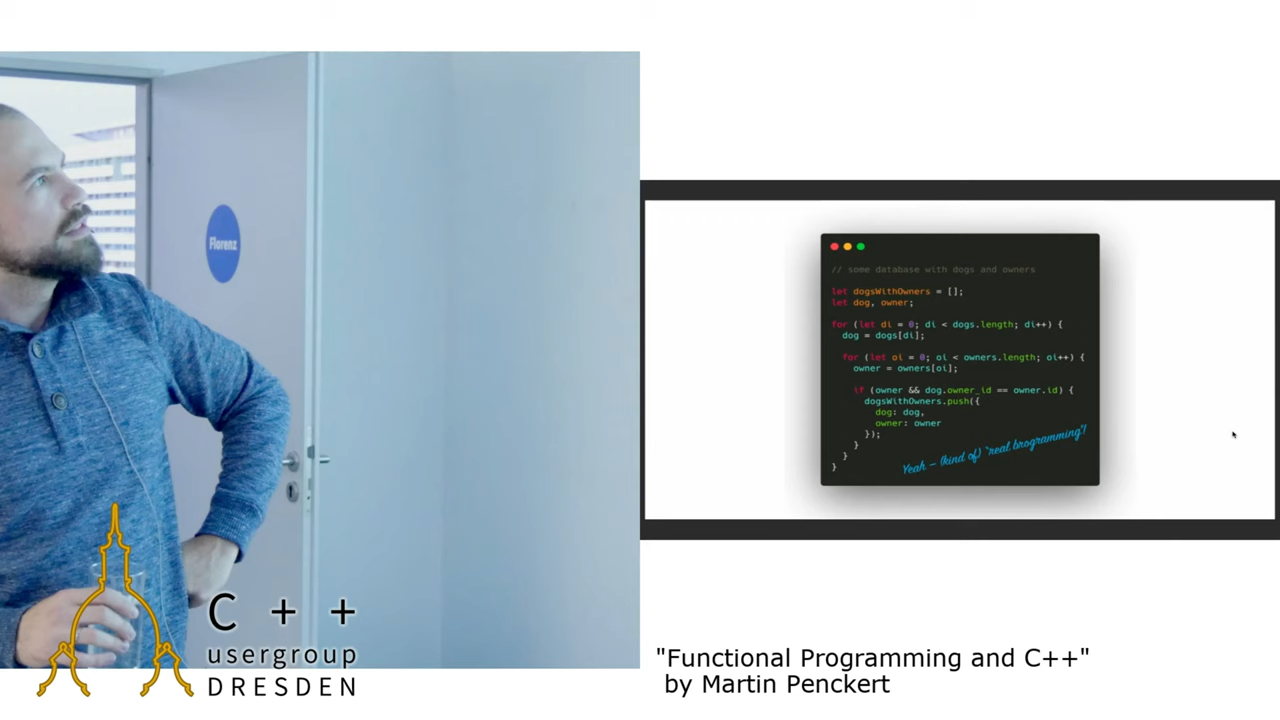 Florenz
C + +
usergroup
DRESDEN
// some database with dogs and owners
let dogsWithOwners = [];
let dog, owner;
for (let di = 0; di < dogs.length; di++) {
dog = dogs[di];
for (let oi = 0; oi < owners.length; oi++) {
owner = owners[oi];
if (owner && dog.owner_id == owner.id) {
dogsWithOwners.push({
dog: dog,
owner: owner
});
}
}
}
Yeah – (kind of) "real brogramming"!
"Functional Programming and C++"
by Martin Penckert